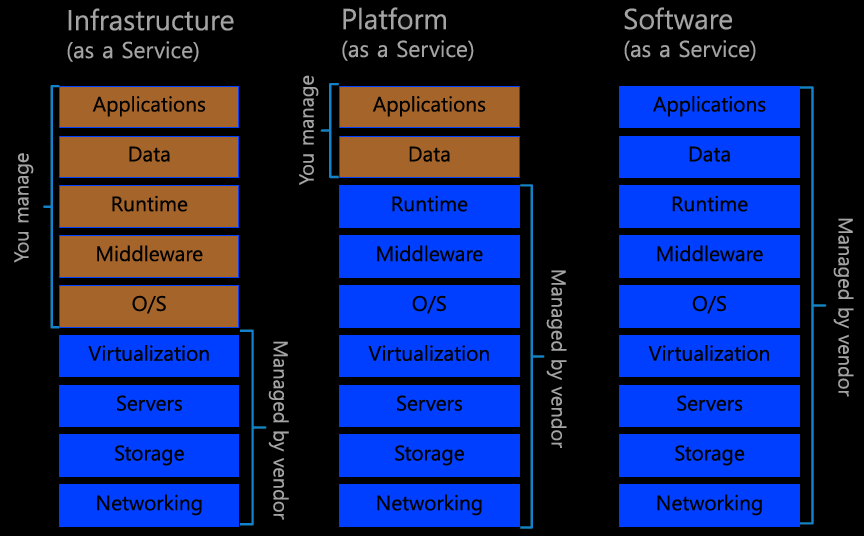 Infrastructure
(as a Service)
You manage
Applications
Data
Runtime
Middleware
O/S
Virtualization
Servers
Storage
Networking
Managed by vendor
Platform
(as a Service)
You manage
Applications
Data
Runtime
Middleware
O/S
Virtualization
Servers
Storage
Networking
Managed by vendor
Software
(as a Service)
Applications
Data
Runtime
Middleware
O/S
Virtualization
Servers
Storage
Networking
Managed by vendor